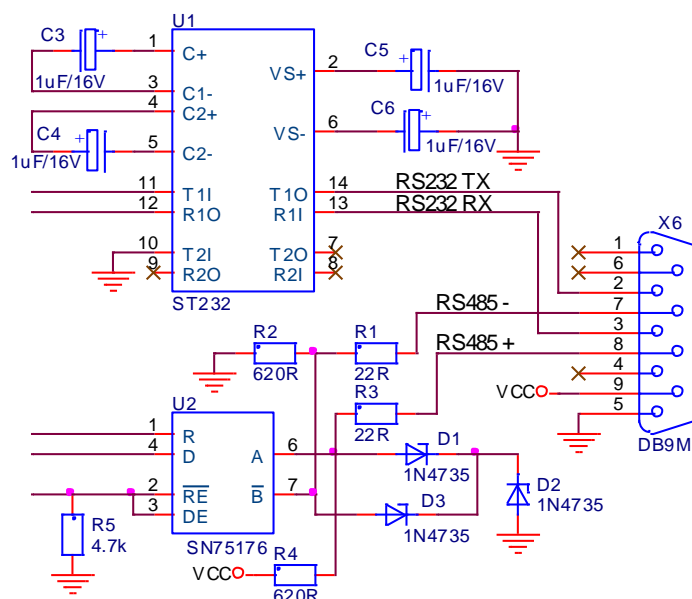 U1
C3
1
+
1uF/16V
3
4
C4
+
5
1uF/16V
11
12
10
9
C+
C1-
C2+
C2-
T1I
R1O
T2I
R2O
VS+
VS-
T1O
R1I
T2O
R2I
ST232
2
C5
+
1uF/16V
6
C6
+
1uF/16V
14
RS232 TX
13
RS232 RX
7
8
X6
1
6
2
7
3
8
4
9
5
DB9M
RS485 -
RS485 +
VCC
R2
620R
R1
22R
R3
22R
U2
1
4
2
3
R
D
RE
DE
A
B
6
7
SN75176
D1
1N4735
D2
1N4735
D3
1N4735
R5
4.7k
R4
VCC
620R